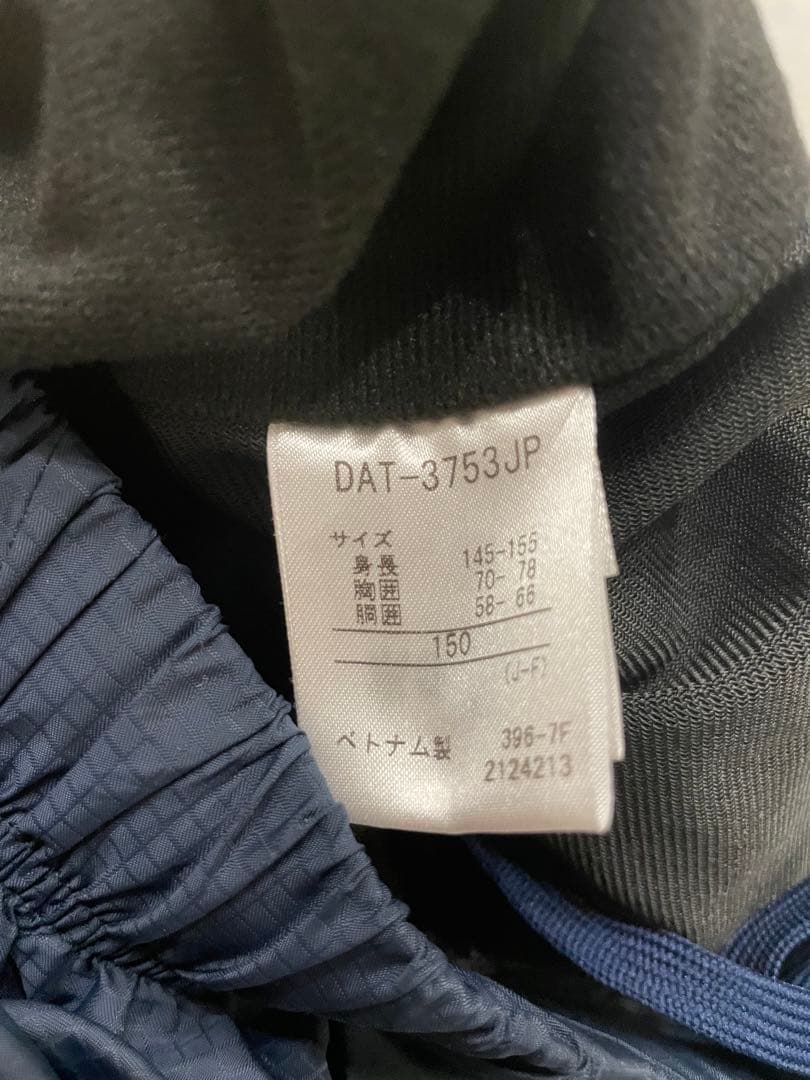 DAT-3753JP
サイズ
身長 145-155
胸囲 70- 78
胴囲 58- 66
150
(J-F)
ベトナム製 396-7F
2124213